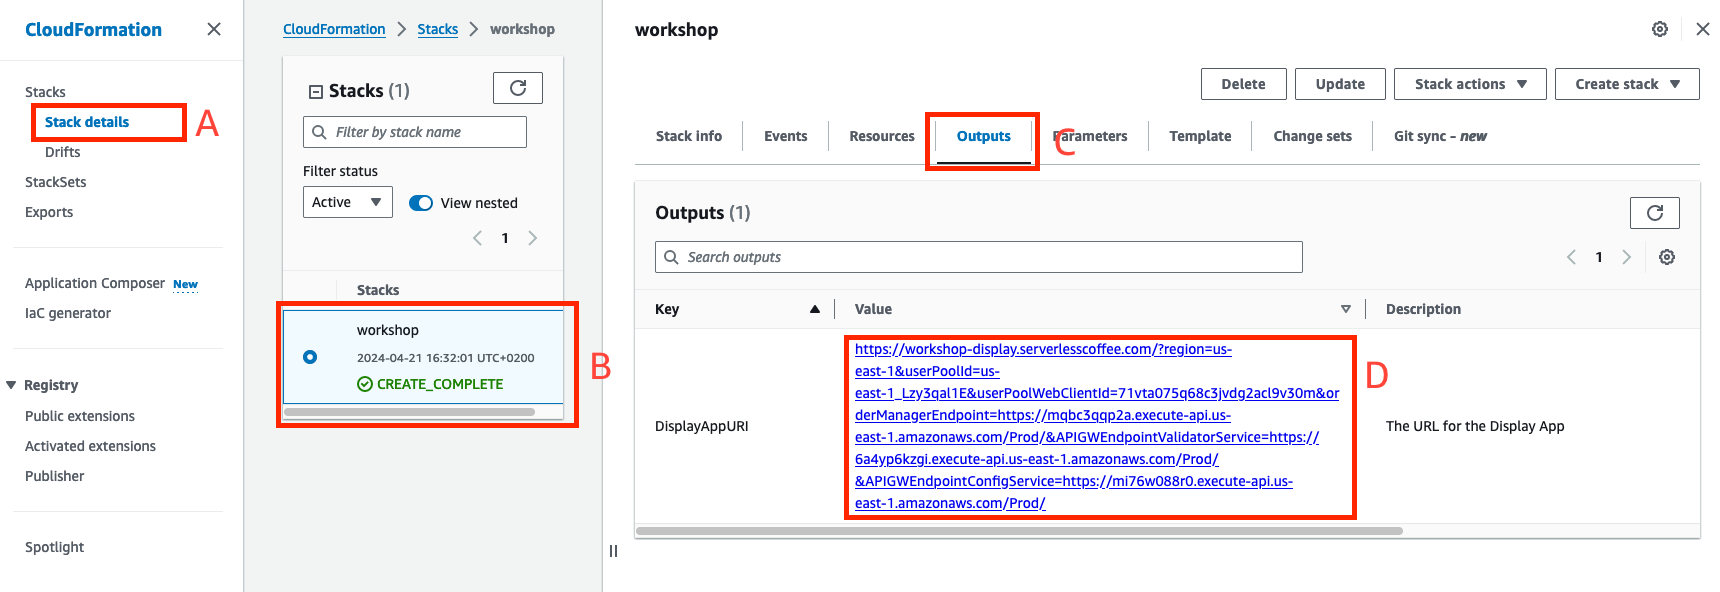 CloudFormation
Stacks
Stack details
A
Drifts
StackSets
Exports
Application Composer New
IaC generator
Registry
Public extensions
Activated extensions
Publisher
Spotlight
CloudFormation Stacks workshop
Stacks (1)
Filter by stack name
Filter status
Active View nested
1
Stacks
workshop
2024-04-21 16:32:01 UTC+0200
CREATE_COMPLETE
B
workshop
Delete Update Stack actions Create stack
Stack info Events Resources Outputs Parameters Template Change sets Git sync - new
C
Outputs (1)
Search outputs
1
Key Value Description
DisplayAppURI
https://workshop-display.serverlesscoffee.com/?region=us-
east-1&userPoolId=us-
east-1_Lzy3qal1E&userPoolWebClientId=71vta075q68c3jvdg2acl9v30m&or
derManagerEndpoint=https://mqbc3qqp2a.execute-api.us-
east-1.amazonaws.com/Prod/&APIGWEndpointValidatorService=https://
6a4yp6kzgi.execute-api.us-east-1.amazonaws.com/Prod/
&APIGWEndpointConfigService=https://mi76w088r0.execute-api.us-
east-1.amazonaws.com/Prod/
D
The URL for the Display App